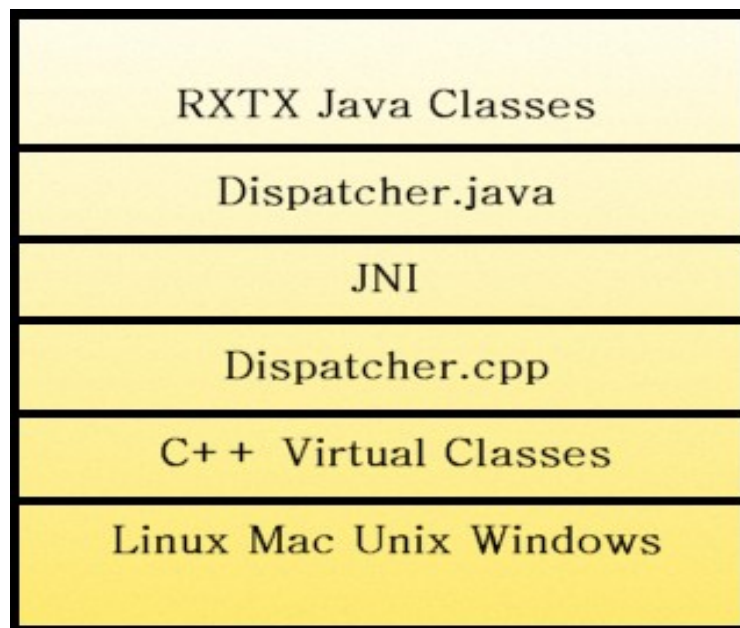 RXTX Java Classes
Dispatcher.java
JNI
Dispatcher.cpp
C++ Virtual Classes
Linux Mac Unix Windows